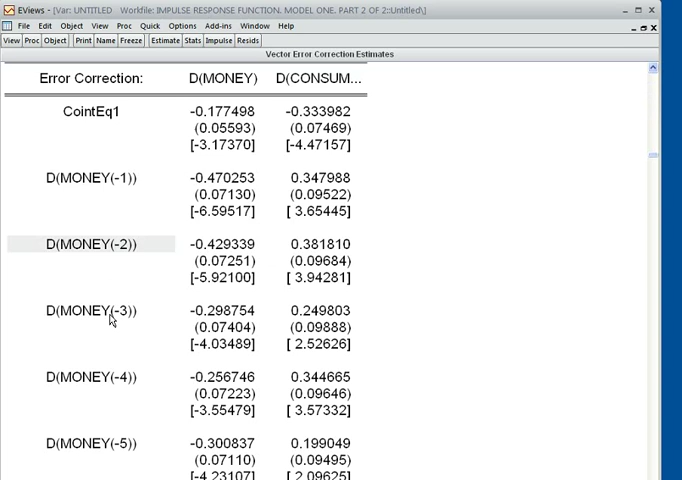 EViews - [Var: UNTITLED   Workfile: IMPULSE RESPONSE FUNCTION. MODEL ONE. PART 2 OF 2::Untitled\]
File Edit Object View Proc Quick Options Add-ins Window Help
View Proc Object Print Name Freeze Estimate Stats Impulse Resids
Vector Error Correction Estimates
Error Correction: D(MONEY) D(CONSUM...
CointEq1 -0.177498 -0.333982
(0.05593) (0.07469)
[-3.17370] [-4.47157]
D(MONEY(-1)) -0.470253 0.347988
(0.07130) (0.09522)
[-6.59517] [ 3.65445]
D(MONEY(-2)) -0.429339 0.381810
(0.07251) (0.09684)
[-5.92100] [ 3.94281]
D(MONEY(-3)) -0.298754 0.249803
(0.07404) (0.09888)
[-4.03489] [ 2.52626]
D(MONEY(-4)) -0.256746 0.344665
(0.07223) (0.09646)
[-3.55479] [ 3.57332]
D(MONEY(-5)) -0.300837 0.199049
(0.07110) (0.09495)
[-4.23107] [ 2.09625]